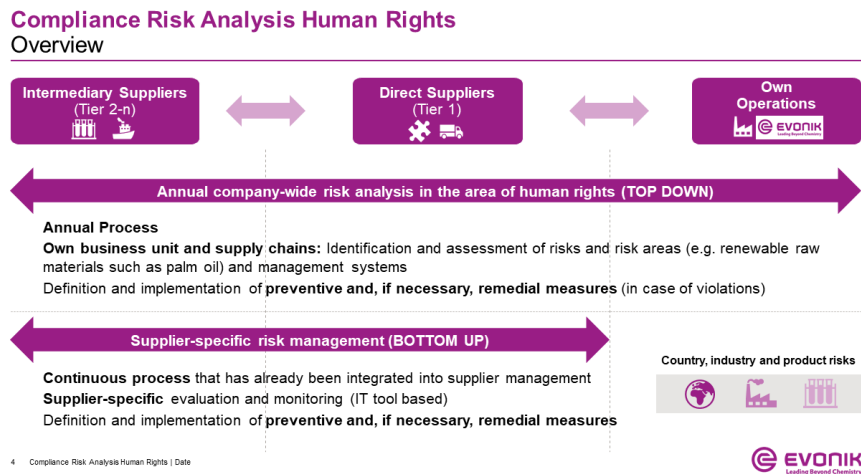 Compliance Risk Analysis Human Rights
Overview
Intermediary Suppliers
(Tier 2-n)
Direct Suppliers
(Tier 1)
Own
Operations
EVONIK
Leading Beyond Chemistry
Annual company-wide risk analysis in the area of human rights (TOP DOWN)
Annual Process
Own business unit and supply chains: Identification and assessment of risks and risk areas (e.g. renewable raw
materials such as palm oil) and management systems
Definition and implementation of preventive and, if necessary, remedial measures (in case of violations)
Supplier-specific risk management (BOTTOM UP)
Continuous process that has already been integrated into supplier management
Supplier-specific evaluation and monitoring (IT tool based)
Definition and implementation of preventive and, if necessary, remedial measures
Country, industry and product risks
4 Compliance Risk Analysis Human Rights | Date
EVONIK
Leading Beyond Chemistry